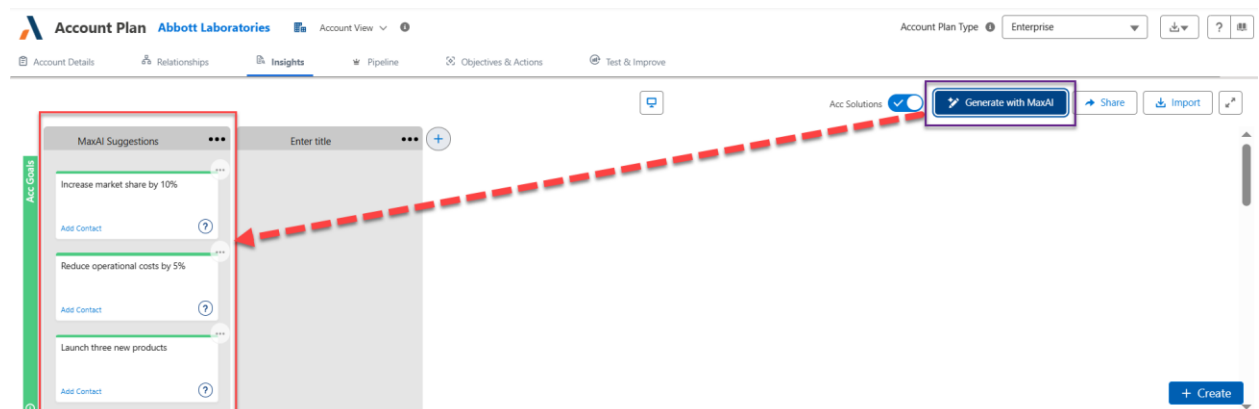 Account Plan Abbott Laboratories Account View Account Plan Type Enterprise ?
Account Details Relationships Insights Pipeline Objectives & Actions Test & Improve
Acc Solutions Generate with MaxAI Share Import
MaxAI Suggestions ••• Enter title ••• +
Acc Goals
Increase market share by 10%
Add Contact ?
Reduce operational costs by 5%
Add Contact ?
Launch three new products
Add Contact ?
+ Create